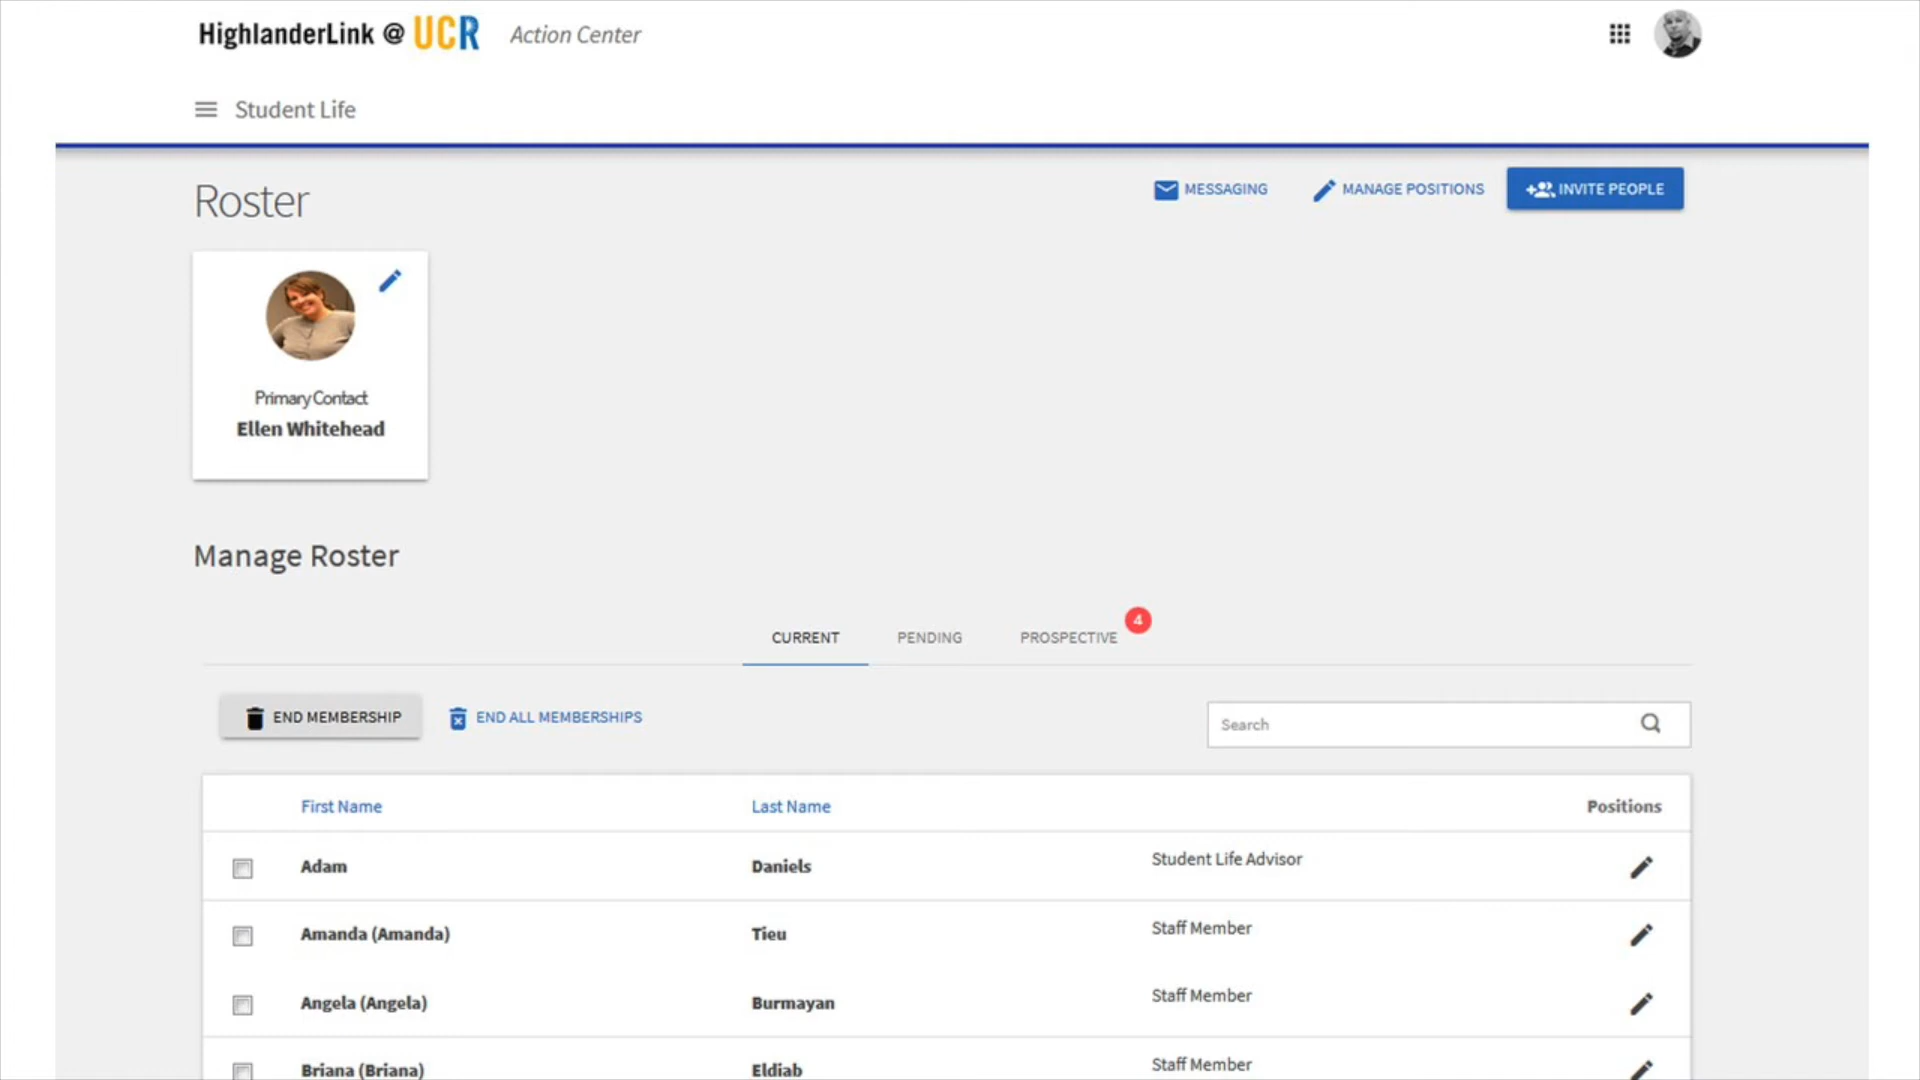 HighlanderLink @ UCR Action Center
Student Life
Roster
MESSAGING
MANAGE POSITIONS
INVITE PEOPLE
Primary Contact
Ellen Whitehead
Manage Roster
CURRENT
PENDING
PROSPECTIVE
4
END MEMBERSHIP
END ALL MEMBERSHIPS
Search
First Name Last Name Positions
Adam Daniels Student Life Advisor
Amanda (Amanda) Tieu Staff Member
Angela (Angela) Burmayan Staff Member
Briana (Briana) Eldiab Staff Member